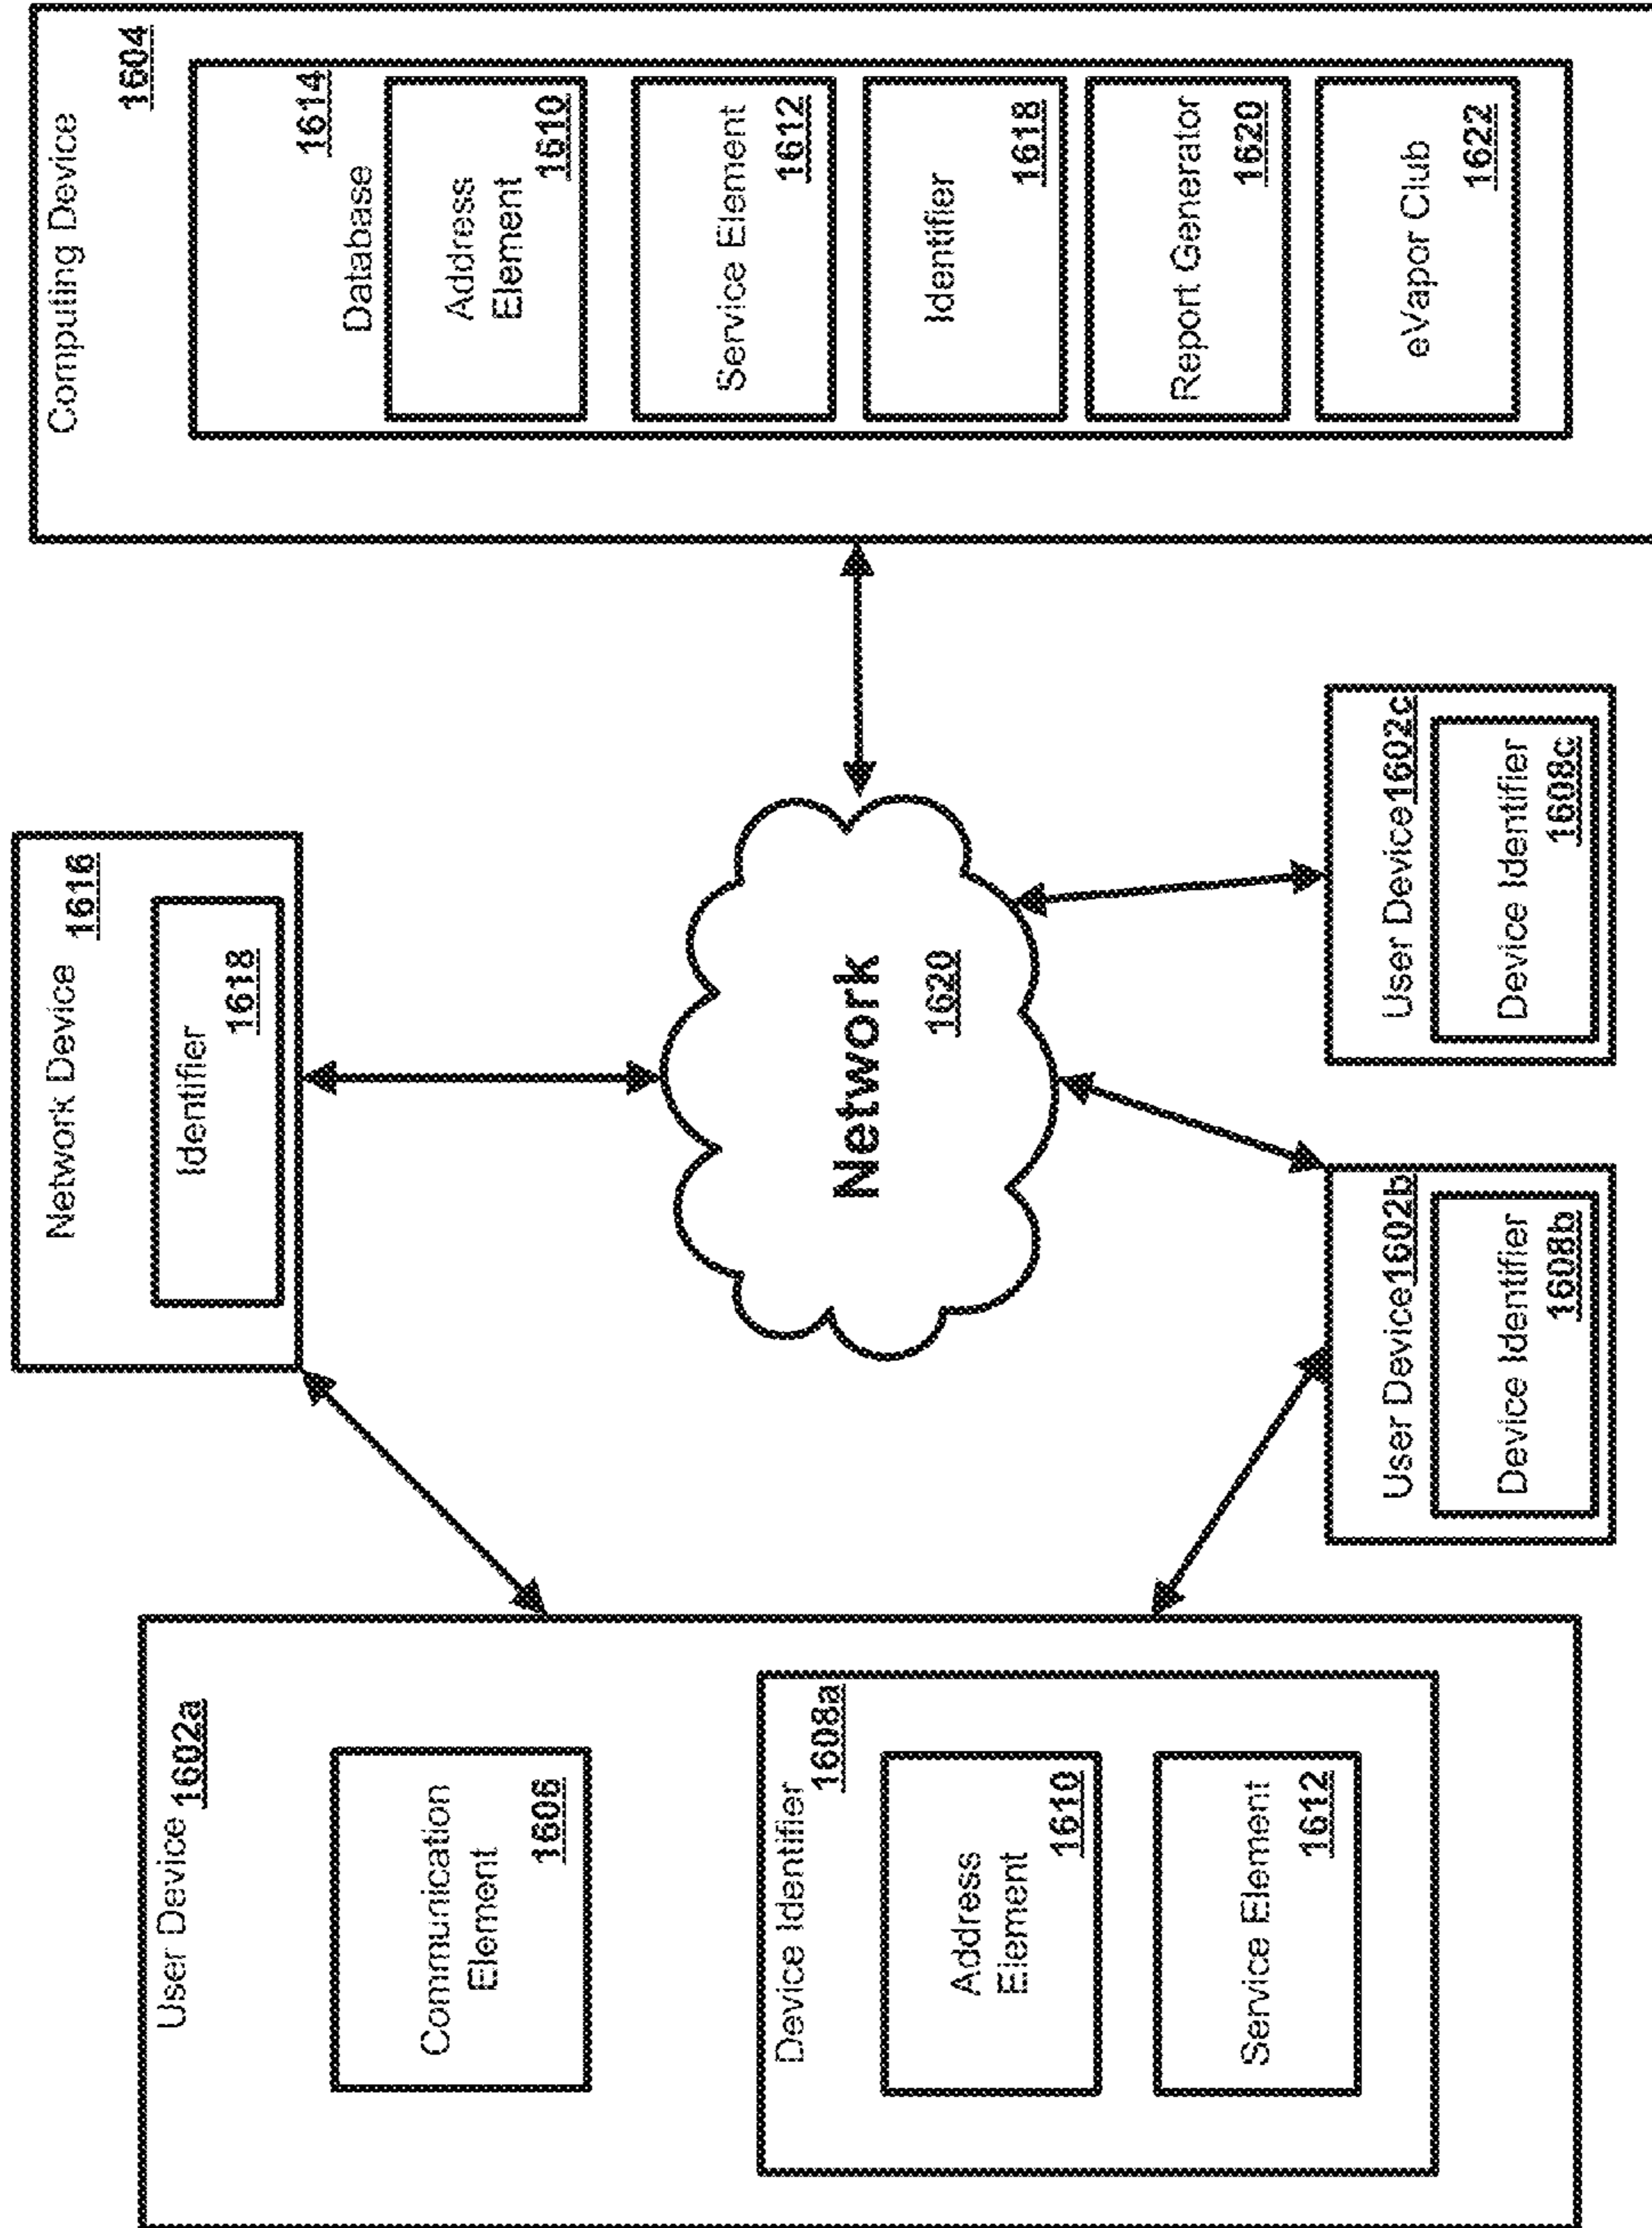 User Device 1602a
Communication
Element
1606
Device Identifier
1608a
Address
Element
1610
Service Element
1612
Network Device
1616
Identifier
1618
Network
1620
User Device1602b
Device Identifier
1608b
User Device1602c
Device Identifier
1608c
Computing Device
1604
1614
Database
Address
Element
1610
Service Element
1612
Identifier
1618
Report Generator
1620
eVapor Club
1622